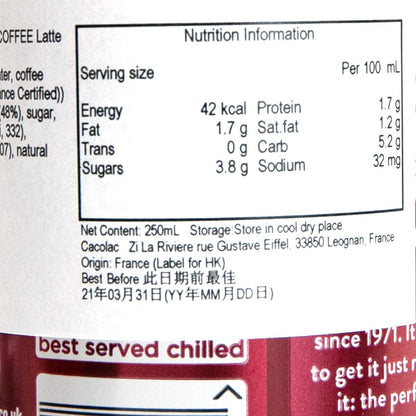 COFFEE Latte
ter, coffee
nce Certified))
(48%), sugar,
i, 332),
07), natural
Nutrition Information
Serving size Per 100 mL
Energy 42 kcal Protein 1.7 g
Fat 1.7 g Sat.fat 1.2 g
Trans 0 g Carb 5.2 g
Sugars 3.8 g Sodium 32 mg
Net Content: 250mL Storage:Store in cool dry place
Cacolac Zi La Riviere rue Gustave Eiffel, 33850 Leognan, France
Origin: France (Label for HK)
Best Before 此日期前最佳
21年03月31日(YY年MM月DD日)
best served chilled
since 1971. It
to get it just r
it: the perf